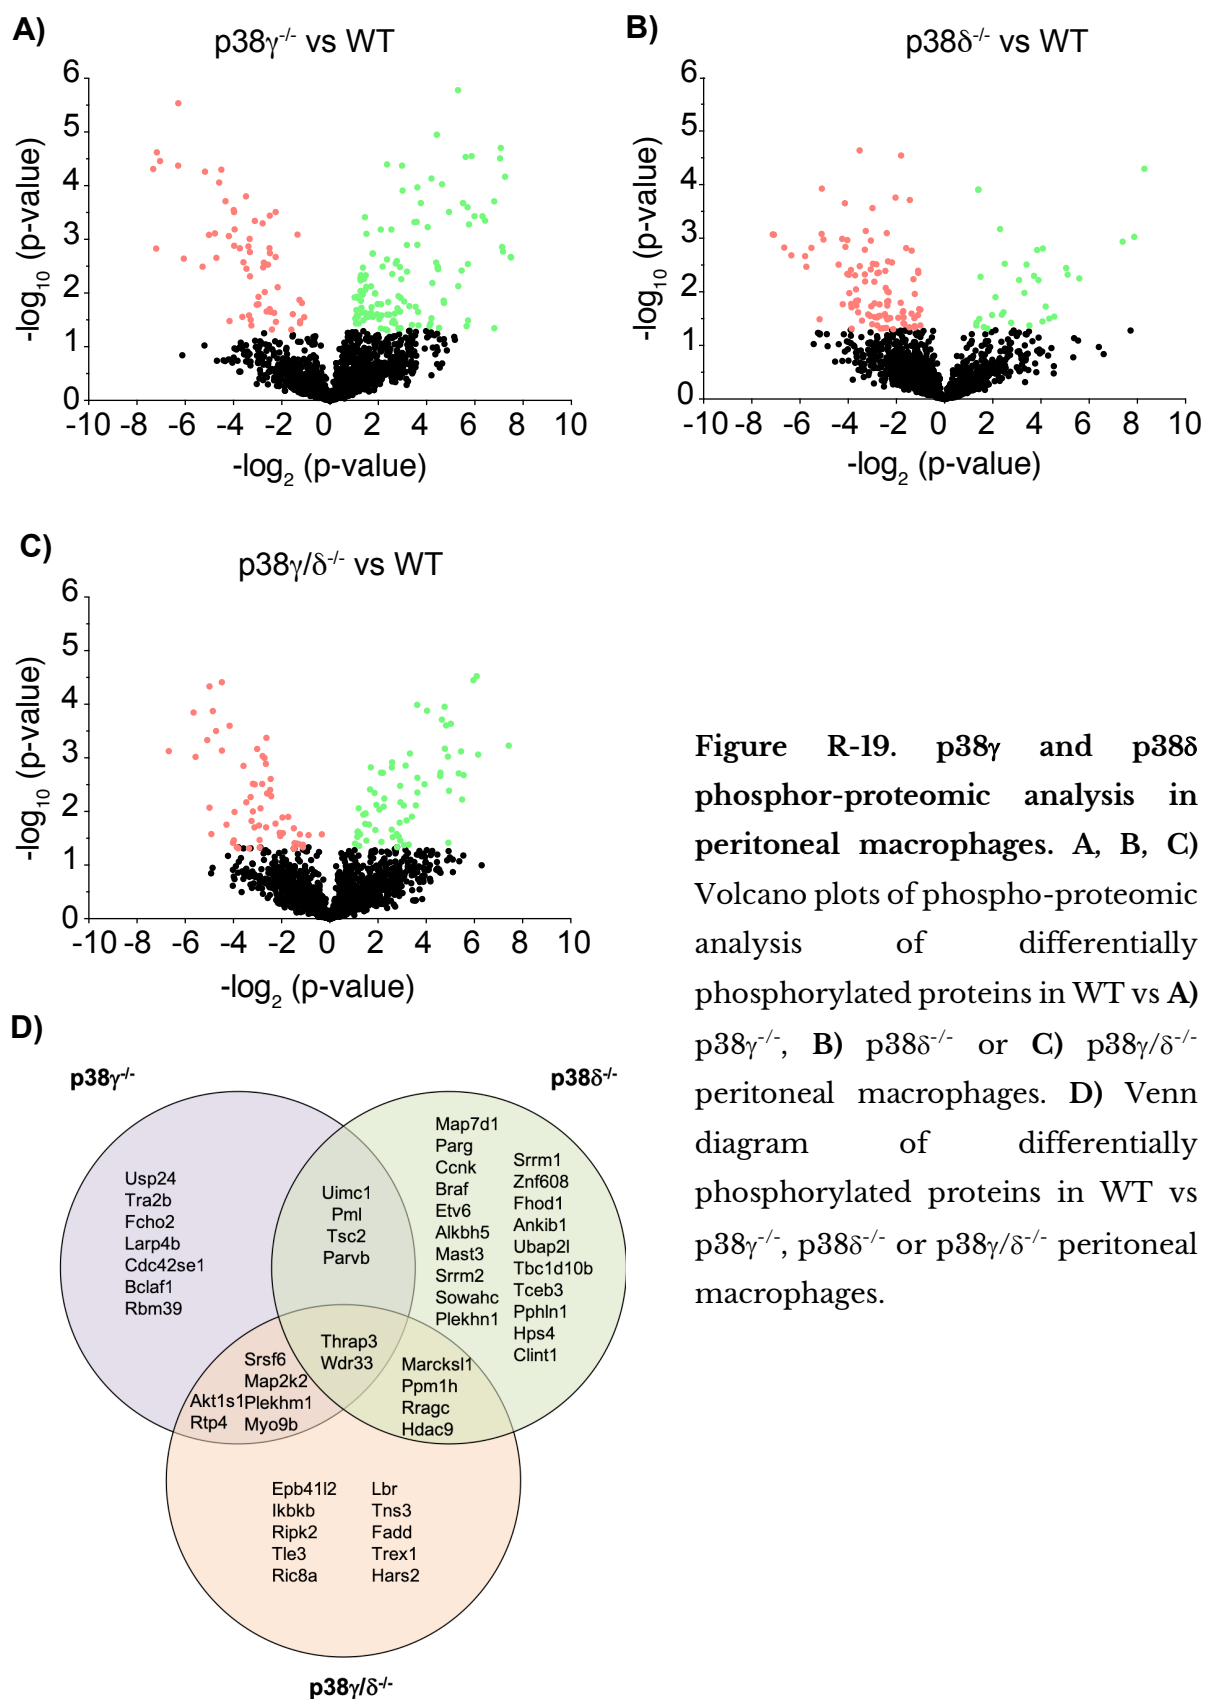 A)
p38γ-/- vs WT
6
5
4
3
2
1
0
-log10 (p-value)
-10 -8 -6 -4 -2 0 2 4 6 8 10
-log2 (p-value)
B)
p38δ-/- vs WT
6
5
4
3
2
1
0
-log10 (p-value)
-10 -8 -6 -4 -2 0 2 4 6 8 10
-log2 (p-value)
C)
p38γ/δ-/- vs WT
6
5
4
3
2
1
0
-log10 (p-value)
-10 -8 -6 -4 -2 0 2 4 6 8 10
-log2 (p-value)
D)
p38γ-/-
p38δ-/-
Usp24
Tra2b
Fcho2
Larp4b
Cdc42se1
Bclaf1
Rbm39
Uimc1
Pml
Tsc2
Parvb
Map7d1
Parg
Ccnk
Braf
Etv6
Alkbh5
Mast3
Srrm2
Sowahc
Plekhn1
Srrm1
Znf608
Fhod1
Ankib1
Ubap2l
Tbc1d10b
Tceb3
Pphln1
Hps4
Clint1
Thrap3
Wdr33
Srsf6
Map2k2
Akt1s1 Plekhm1
Rtp4 Myo9b
Marcksl1
Ppm1h
Rragc
Hdac9
Epb41l2
Ikbkb
Ripk2
Tle3
Ric8a
Lbr
Tns3
Fadd
Trex1
Hars2
p38γ/δ-/-
Figure R-19. p38γ and p38δ
phosphor-proteomic analysis in
peritoneal macrophages. A, B, C)
Volcano plots of phospho-proteomic
analysis of differentially
phosphorylated proteins in WT vs A)
p38γ-/-, B) p38δ-/- or C) p38γ/δ-/-
peritoneal macrophages. D) Venn
diagram of differentially
phosphorylated proteins in WT vs
p38γ-/-, p38δ-/- or p38γ/δ-/- peritoneal
macrophages.